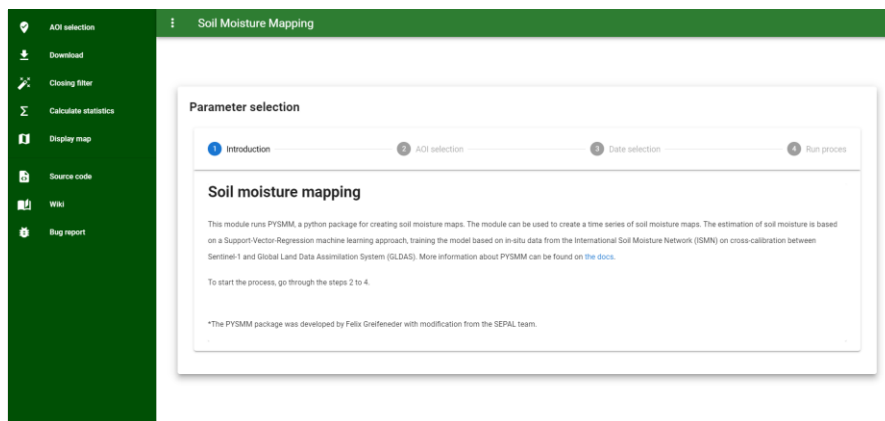 AOI selection
Download
Closing filter
Calculate statistics
Display map
Source code
Wiki
Bug report
Soil Moisture Mapping
Parameter selection
1 Introduction
2 AOI selection
3 Date selection
4 Run proces
Soil moisture mapping
This module runs PYSMM, a python package for creating soil moisture maps. The module can be used to create a time series of soil moisture maps. The estimation of soil moisture is based
on a Support-Vector-Regression machine learning approach, training the model based on in-situ data from the International Soil Moisture Network (ISMN) on cross-calibration between
Sentinel-1 and Global Land Data Assimilation System (GLDAS). More information about PYSMM can be found on the docs.
To start the process, go through the steps 2 to 4.
*The PYSMM package was developed by Felix Greifeneder with modification from the SEPAL team.